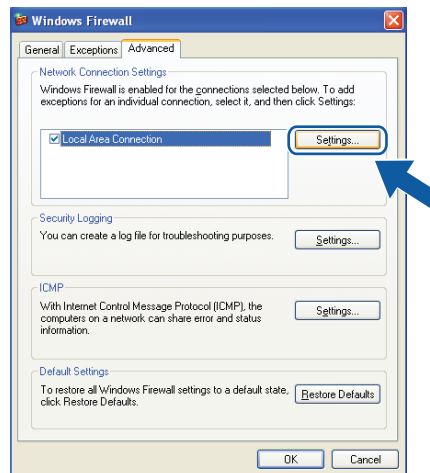 Windows Firewall
General Exceptions Advanced
Network Connection Settings
Windows Firewall is enabled for the connections selected below. To add
exceptions for an individual connection, select it, and then click Settings:
Local Area Connection
Settings...
Security Logging
You can create a log file for troubleshooting purposes.
Settings...
ICMP
With Internet Control Message Protocol (ICMP), the
computers on a network can share error and status
information.
Settings...
Default Settings
To restore all Windows Firewall settings to a default state,
click Restore Defaults.
Restore Defaults
OK Cancel